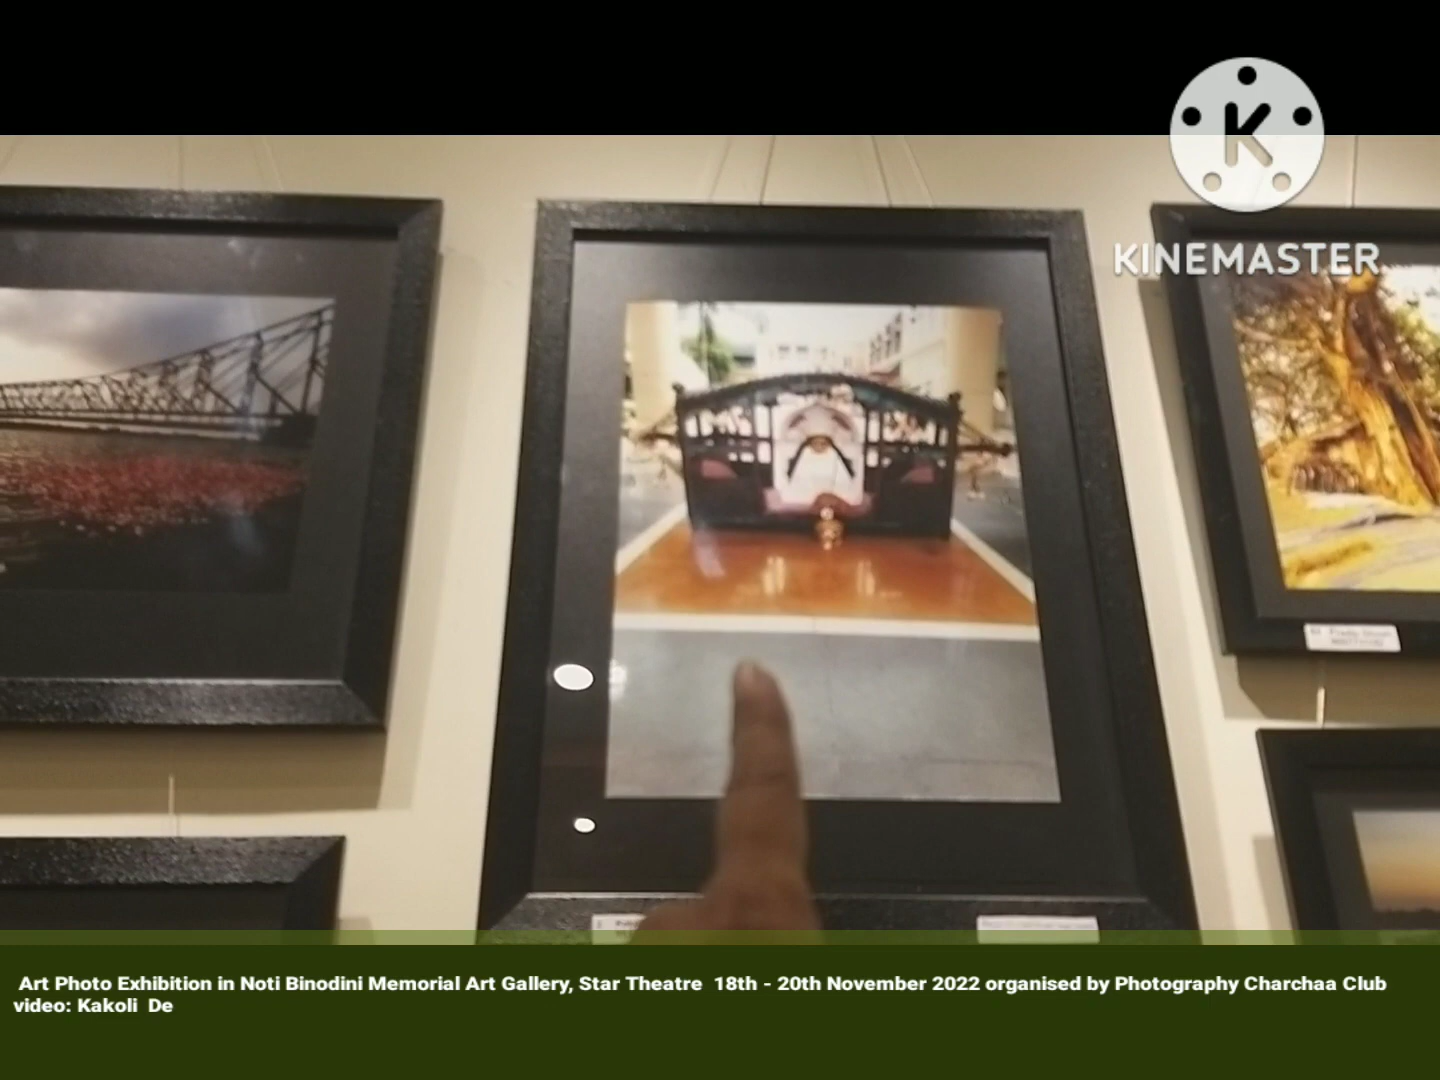 K
KINEMASTER
Art Photo Exhibition in Noti Binodini Memorial Art Gallery, Star Theatre 18th - 20th November 2022 organised by Photography Charchaa Club
video: Kakoli De